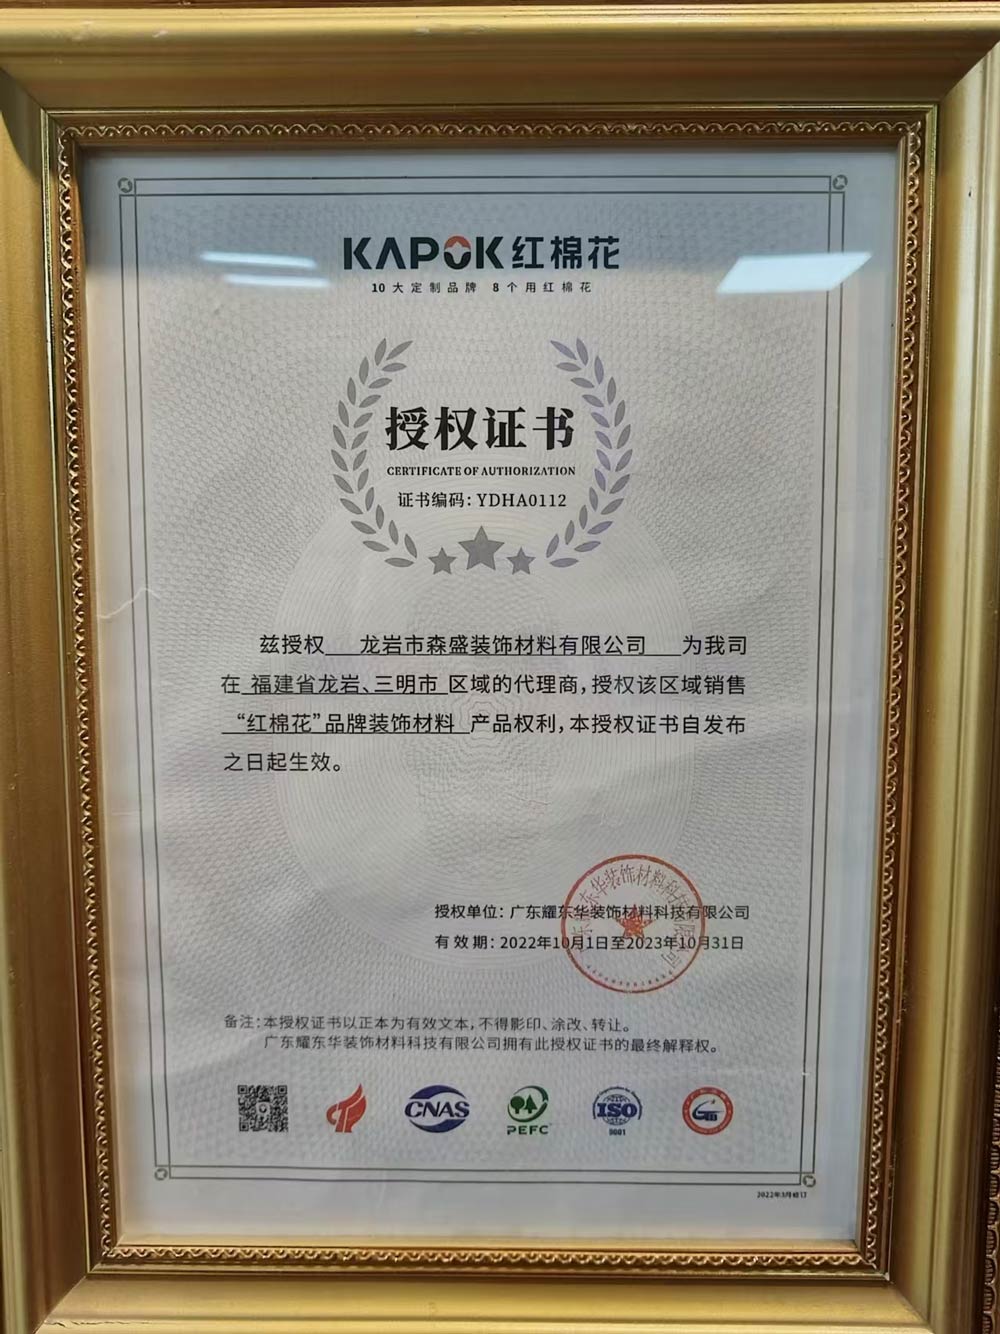 KAPOK红棉花
10大定制品牌 8个用红棉花
授权证书
CERTIFICATE OF AUTHORIZATION
证书编码：YDHA0112
兹授权 龙岩市森盛装饰材料有限公司 为我司
在 福建省龙岩、三明市 区域的代理商，授权该区域销售
“红棉花”品牌装饰材料 产品权利，本授权证书自发布
之日起生效。
授权单位：广东耀东华装饰材料科技有限公司
有效期：2022年10月1日至2023年10月31日
备注：本授权证书以正本为有效文本，不得影印、涂改、转让。
广东耀东华装饰材料科技有限公司拥有此授权证书的最终解释权。
CNAS
PEFC
ISO
9001
2022年3月修订